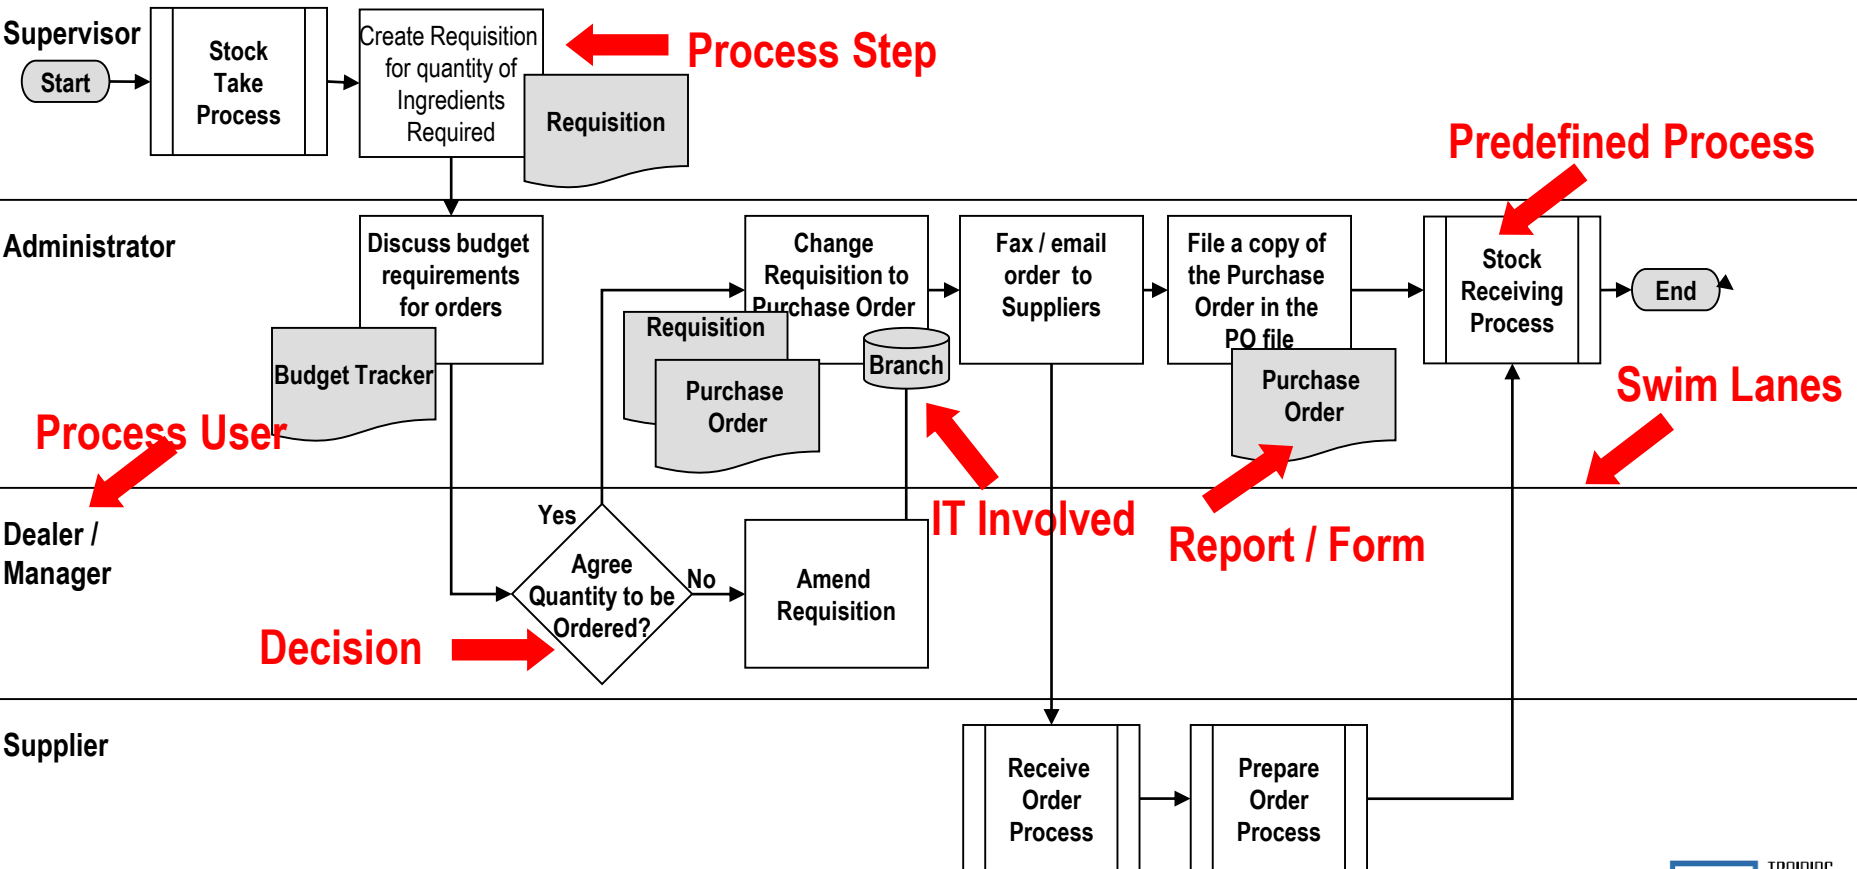 Supervisor
Start
Stock
Take
Process
Create Requisition
for quantity of
Ingredients
Required
Requisition
Process Step
Predefined Process
Administrator
Discuss budget
requirements
for orders
Budget Tracker
Change
Requisition to
Purchase Order
Requisition
Purchase
Order
Branch
Fax / email
order to
Suppliers
File a copy of
the Purchase
Order in the
PO file
Purchase
Order
Stock
Receiving
Process
End
Swim Lanes
Process User
IT Involved
Report / Form
Dealer /
Manager
Yes
Agree
Quantity to be
Ordered?
No
Amend
Requisition
Decision
Supplier
Receive
Order
Process
Prepare
Order
Process
TRAINING